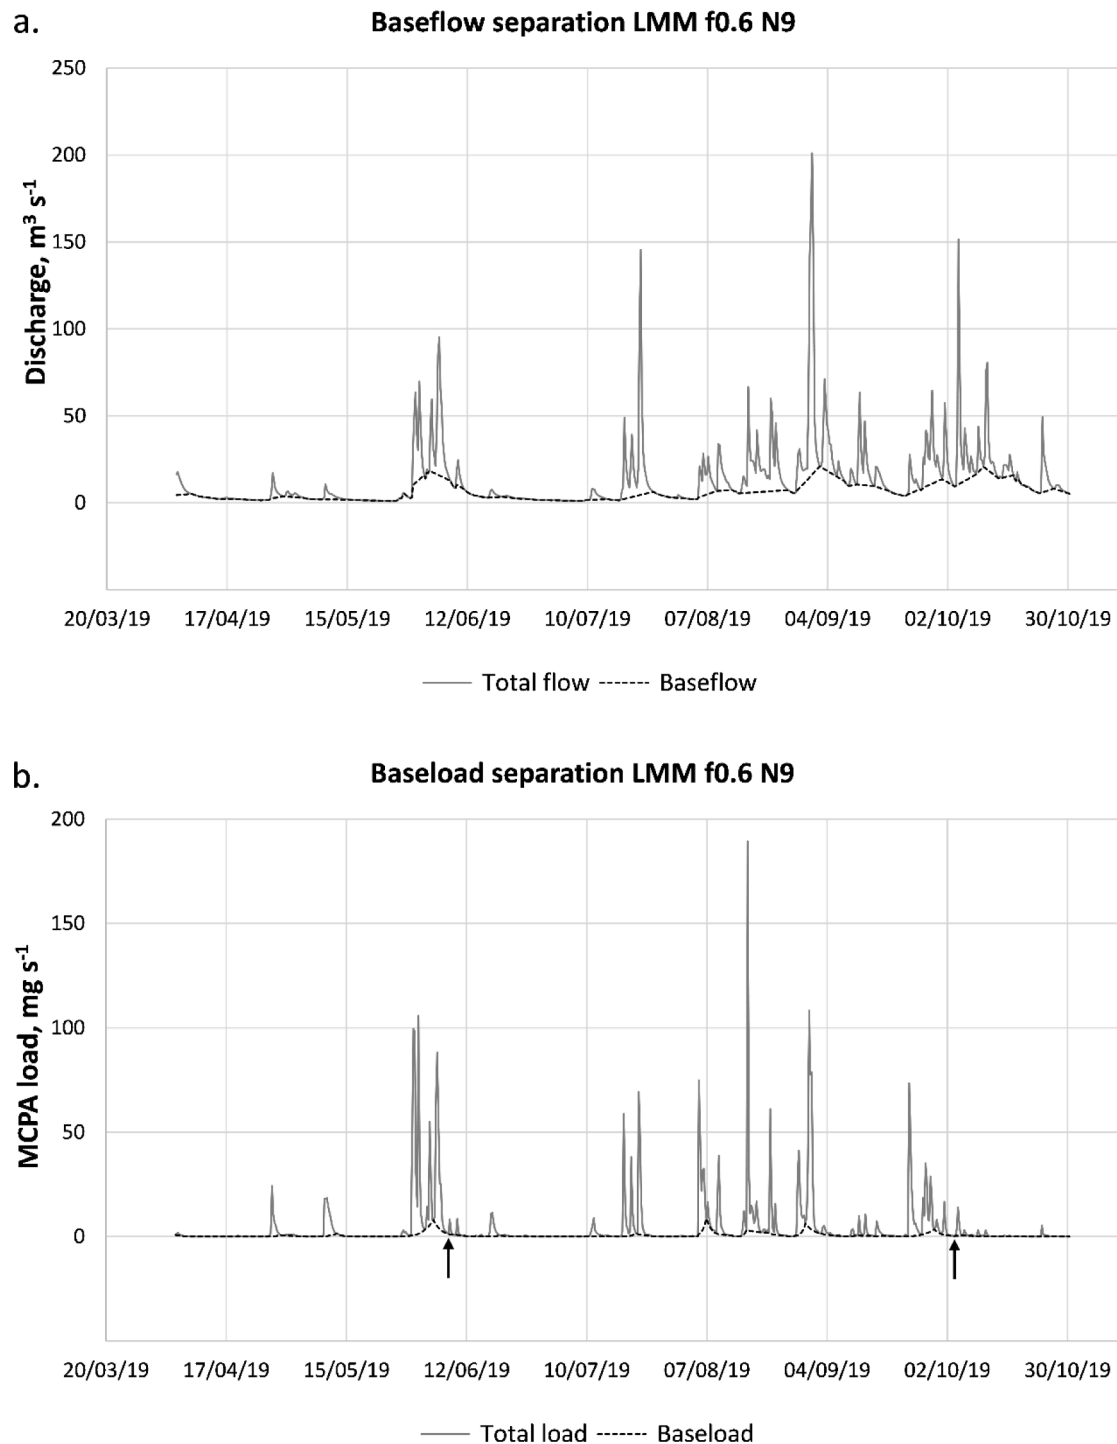 a.
Baseflow separation LMM f0.6 N9
Discharge, m³ s⁻¹
250
200
150
100
50
0
20/03/19 17/04/19 15/05/19 12/06/19 10/07/19 07/08/19 04/09/19 02/10/19 30/10/19
Total flow Baseflow
b.
Baseload separation LMM f0.6 N9
MCPA load, mg s⁻¹
200
150
100
50
0
20/03/19 17/04/19 15/05/19 12/06/19 10/07/19 07/08/19 04/09/19 02/10/19 30/10/19
Total load Baseload